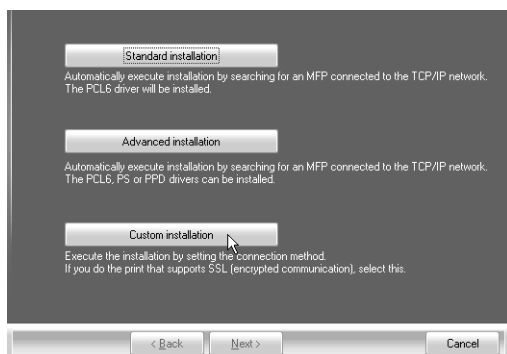 Standard installation
Automatically execute installation by searching for an MFP connected to the TCP/IP network.
The PCL6 driver will be installed.
Advanced installation
Automatically execute installation by searching for an MFP connected to the TCP/IP network.
The PCL6, PS or PPD drivers can be installed.
Custom installation
Execute the installation by setting the connection method.
If you do the print that supports SSL (encrypted communication), select this.
< Back Next > Cancel